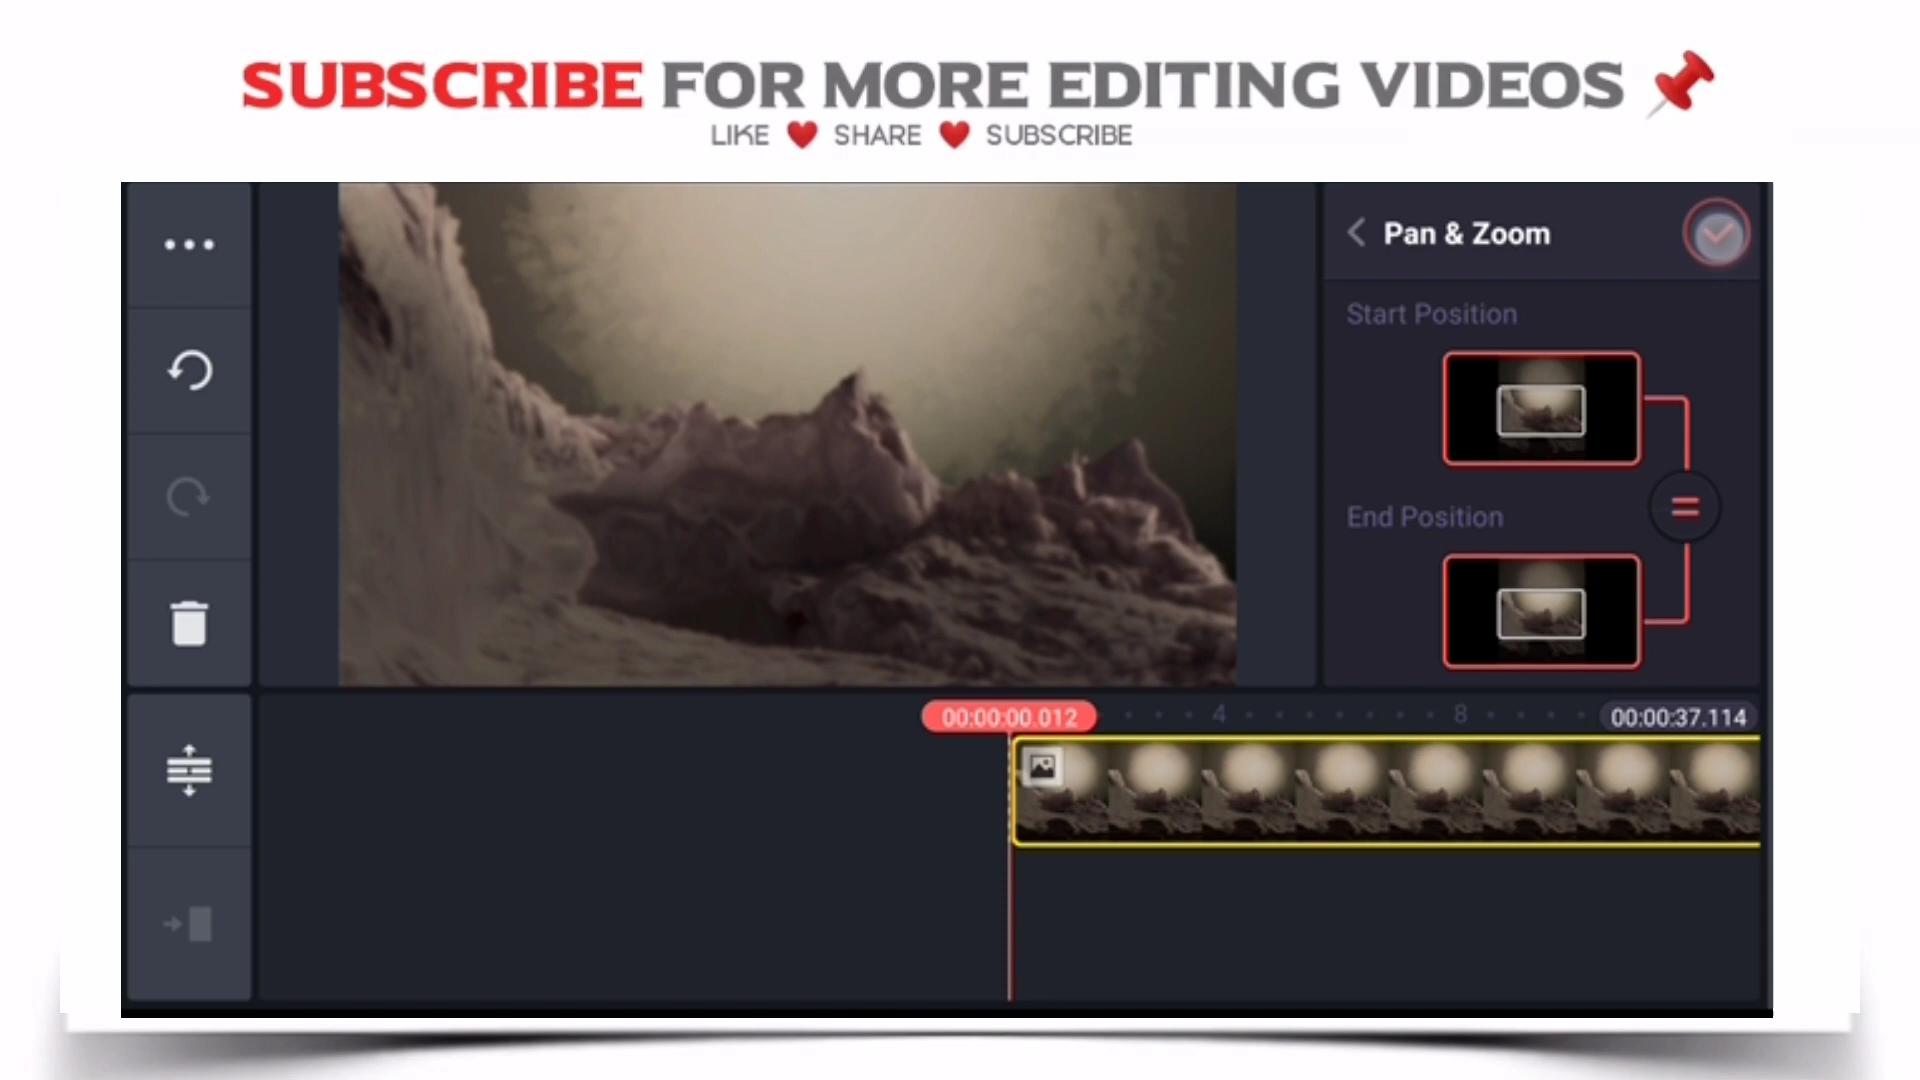 SUBSCRIBE FOR MORE EDITING VIDEOS
LIKE SHARE SUBSCRIBE
Pan & Zoom
Start Position
End Position
00:00:00.012
4
8
00:00:37.114